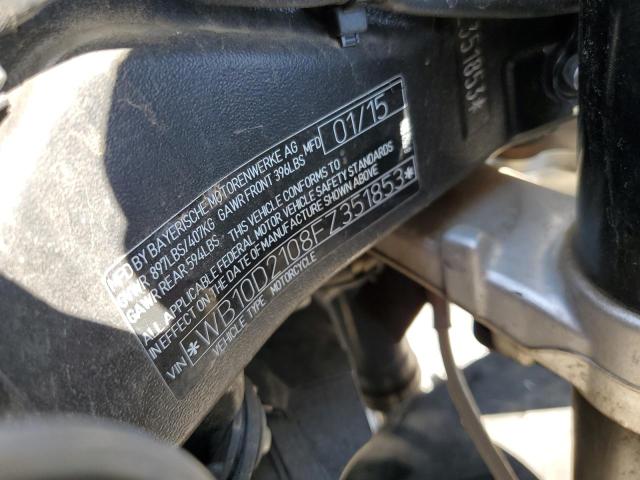 MFD BY BAYERISCHE MOTORENWERKE AG MFD 01/15
GVWR 897LBS/407KG GAWR FRONT 396LBS
GAWR REAR 594LBS THIS VEHICLE CONFORMS TO
ALL APPLICABLE FEDERAL MOTOR VEHICLE SAFETY STANDARDS
IN EFFECT ON THE DATE OF MANUFACTURE SHOWN ABOVE
VIN *WB10D2108FZ351853*
VEHICLE TYPE MOTORCYCLE
351853*